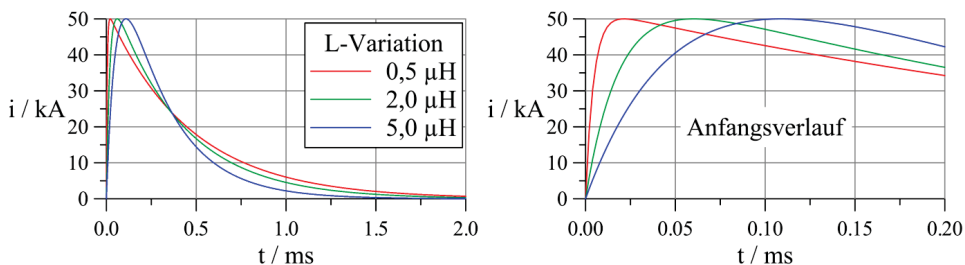 50
40
i / kA
20
10
0
0.0 0.5 1.0 1.5 2.0
t / ms
L-Variation
0,5 µH
2,0 µH
5,0 µH
50
40
i / kA
20
10
0
0.00 0.05 0.10 0.15 0.20
t / ms
Anfangsverlauf